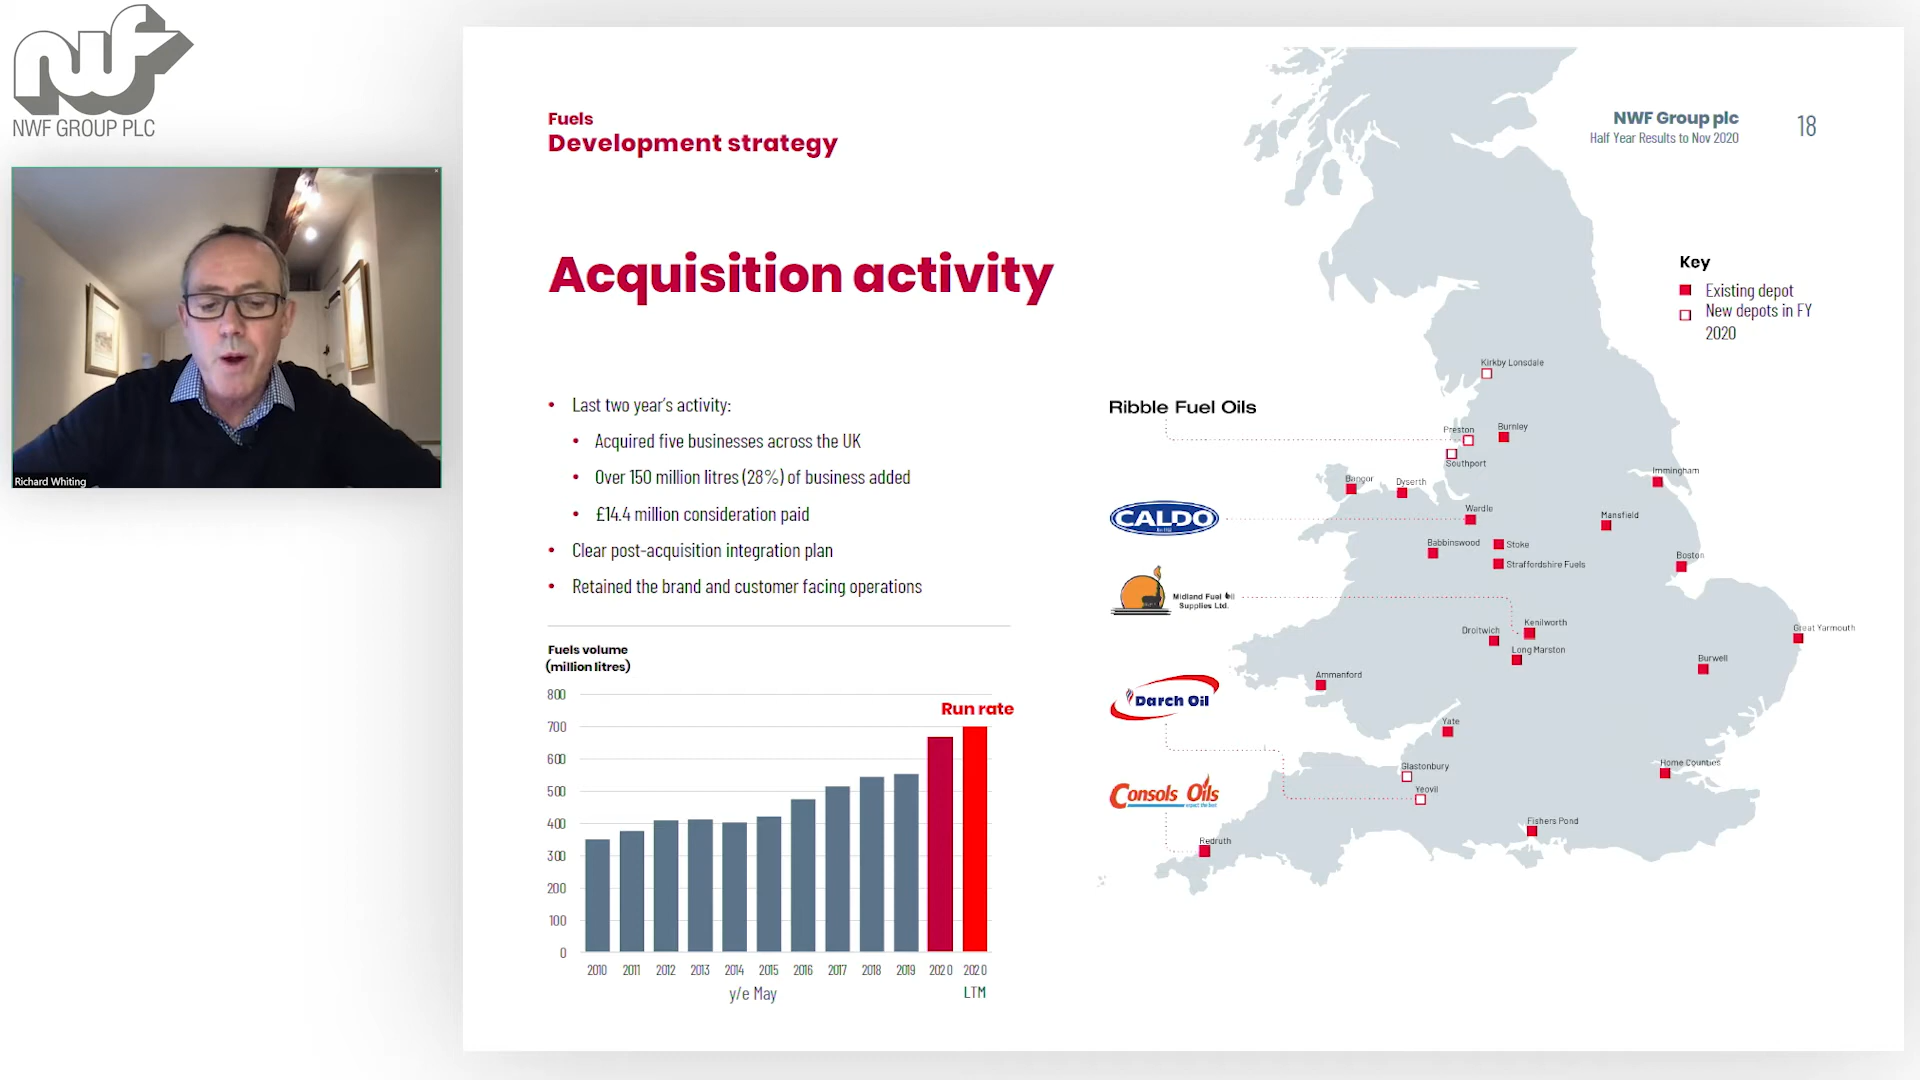 nwf
NWF GROUP PLC
Richard Whiting
Fuels
Development strategy
NWF Group plc
Half Year Results to Nov 2020
18
Acquisition activity
• Last two year’s activity:
• Acquired five businesses across the UK
• Over 150 million litres (28%) of business added
• £14.4 million consideration paid
• Clear post-acquisition integration plan
• Retained the brand and customer facing operations
Fuels volume
(million litres)
800
700
600
500
400
300
200
100
0
Run rate
2010 2011 2012 2013 2014 2015 2016 2017 2018 2019 2020 2020
y/e May
LTM
Key
Existing depot
New depots in FY
2020
Ribble Fuel Oils
CALDO
Midland Fuel Oil
Supplies Ltd.
Darch Oil
Consols Oils
Kirkby Lonsdale
Preston
Burnley
Southport
Bangor
Dyserth
Immingham
Wardle
Mansfield
Babbinswood
Stoke
Straffordshire Fuels
Boston
Droitwich
Kenilworth
Long Marston
Great Yarmouth
Burwell
Ammanford
Yate
Glastonbury
Home Counties
Yeovil
Fishers Pond
Redruth